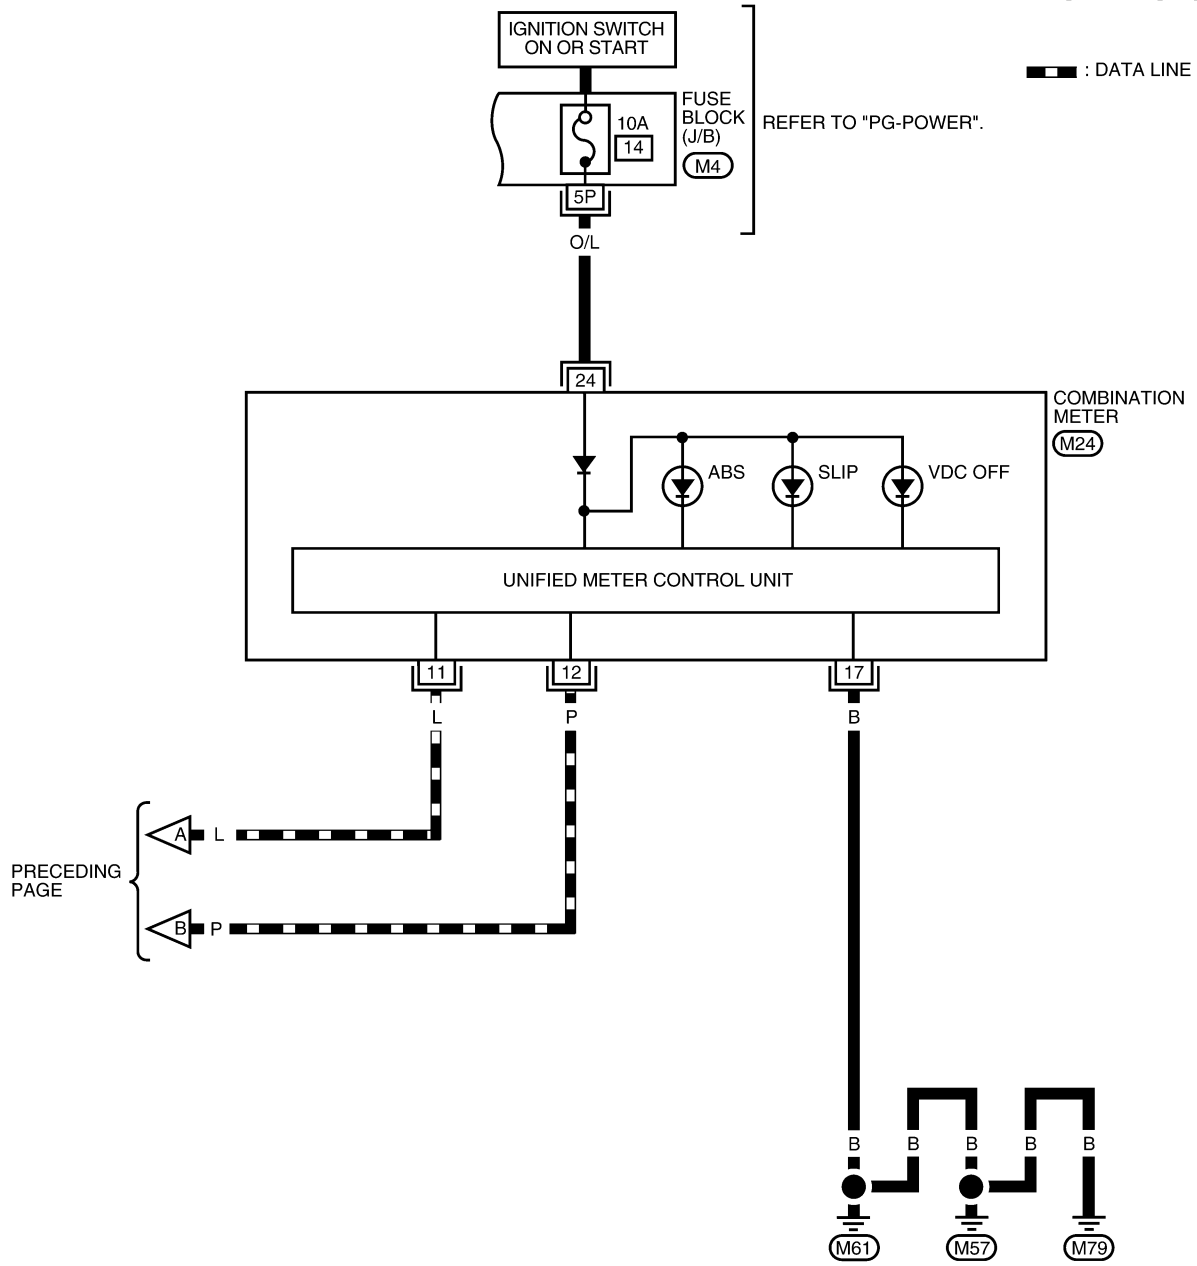 IGNITION SWITCH
ON OR START
: DATA LINE
FUSE
BLOCK
(J/B)
M4
10A
14
REFER TO "PG-POWER".
5P
O/L
24
COMBINATION
METER
M24
ABS
SLIP
VDC OFF
UNIFIED METER CONTROL UNIT
11
12
17
L
P
B
A
L
PRECEDING
PAGE
B
P
B
B
B
B
B
M61
M57
M79